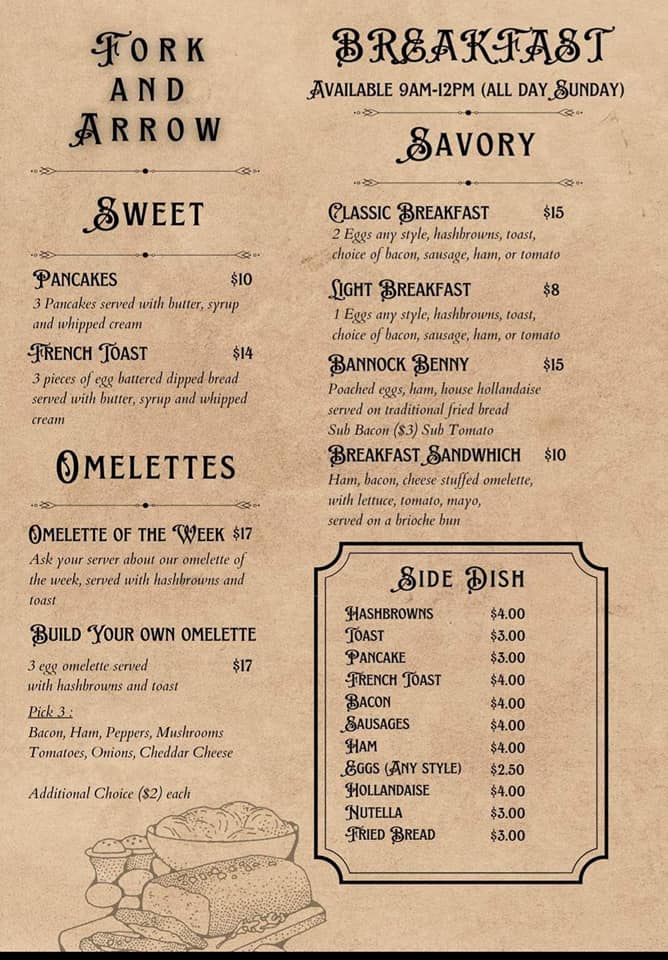 Fork
and
Arrow
Sweet
Pancakes $10
3 Pancakes served with butter, syrup
and whipped cream
French Toast $14
3 pieces of egg battered dipped bread
served with butter, syrup and whipped
cream
Omelettes
Omelette of the Week $17
Ask your server about our omelette of
the week, served with hashbrowns and
toast
Build Your own omelette
3 egg omelette served $17
with hashbrowns and toast
Pick 3 :
Bacon, Ham, Peppers, Mushrooms
Tomatoes, Onions, Cheddar Cheese
Additional Choice ($2) each
Breakfast
Available 9am-12pm (all day Sunday)
Savory
Classic Breakfast $15
2 Eggs any style, hashbrowns, toast,
choice of bacon, sausage, ham, or tomato
Light Breakfast $8
1 Eggs any style, hashbrowns, toast,
choice of bacon, sausage, ham, or tomato
Bannock Benny $15
Poached eggs, ham, house hollandaise
served on traditional fried bread
Sub Bacon ($3) Sub Tomato
Breakfast Sandwhich $10
Ham, bacon, cheese stuffed omelette,
with lettuce, tomato, mayo,
served on a brioche bun
Side Dish
Hashbrowns $4.00
Toast $3.00
Pancake $3.00
French Toast $4.00
Bacon $4.00
Sausages $4.00
Ham $4.00
Eggs (Any style) $2.50
Hollandaise $4.00
Nutella $3.00
Fried Bread $3.00